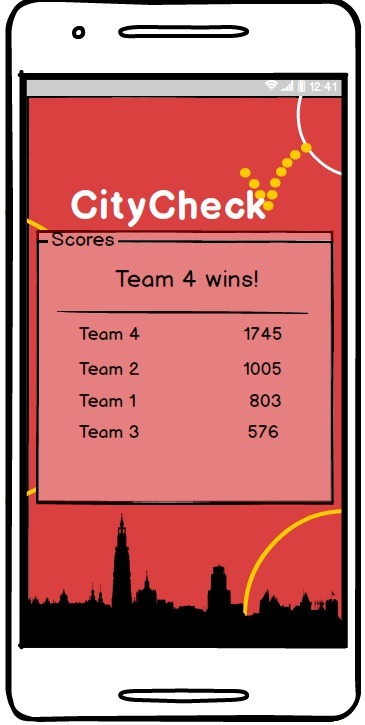 12:41
CityCheck
Scores
Team 4 wins!
Team 4 1745
Team 2 1005
Team 1 803
Team 3 576